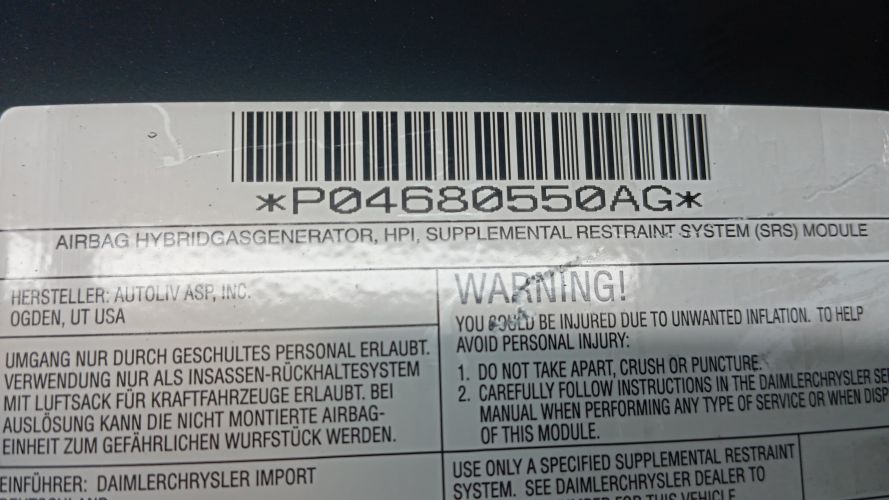 *P04680550AG*
AIRBAG HYBRIDGASGENERATOR, HPI, SUPPLEMENTAL RESTRAINT SYSTEM (SRS) MODULE
HERSTELLER: AUTOLIV ASP, INC.
OGDEN, UT USA
UMGANG NUR DURCH GESCHULTES PERSONAL ERLAUBT.
VERWENDUNG NUR ALS INSASSEN-RÜCKHALTESYSTEM
MIT LUFTSACK FÜR KRAFTFAHRZEUGE ERLAUBT. BEI
AUSLÖSUNG KANN DIE NICHT MONTIERTE AIRBAG-
EINHEIT ZUM GEFÄHRLICHEN WURFSTÜCK WERDEN.
EINFÜHRER: DAIMLERCHRYSLER IMPORT
DEUTSCHLAND
WARNING!
YOU COULD BE INJURED DUE TO UNWANTED INFLATION. TO HELP
AVOID PERSONAL INJURY:
1. DO NOT TAKE APART, CRUSH OR PUNCTURE.
2. CAREFULLY FOLLOW INSTRUCTIONS IN THE DAIMLERCHRYSLER
MANUAL WHEN PERFORMING ANY TYPE OF SERVICE OR WHEN
OF THIS MODULE.
USE ONLY A SPECIFIED SUPPLEMENTAL RESTRAINT
SYSTEM. SEE DAIMLERCHRYSLER DEALER TO
FOR THIS VEHICLE